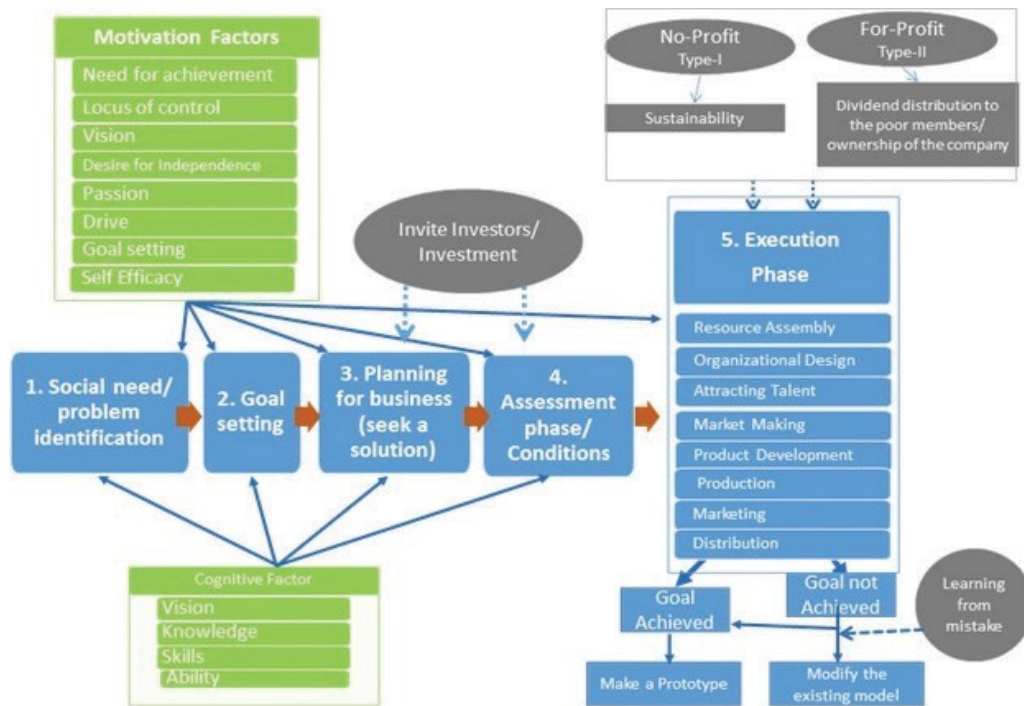 Motivation Factors
Need for achievement
Locus of control
Vision
Desire for Independence
Passion
Drive
Goal setting
Self Efficacy
No-Profit
Type-I
For-Profit
Type-II
Sustainability
Dividend distribution to
the poor members/
ownership of the company
Invite Investors/
Investment
1. Social need/
problem
identification
2. Goal
setting
3. Planning
for business
(seek a
solution)
4.
Assessment
phase/
Conditions
5. Execution
Phase
Resource Assembly
Organizational Design
Attracting Talent
Market Making
Product Development
Production
Marketing
Distribution
Cognitive Factor
Vision
Knowledge
Skills
Ability
Goal
Achieved
Goal not
Achieved
Learning
from
mistake
Make a Prototype
Modify the
existing model